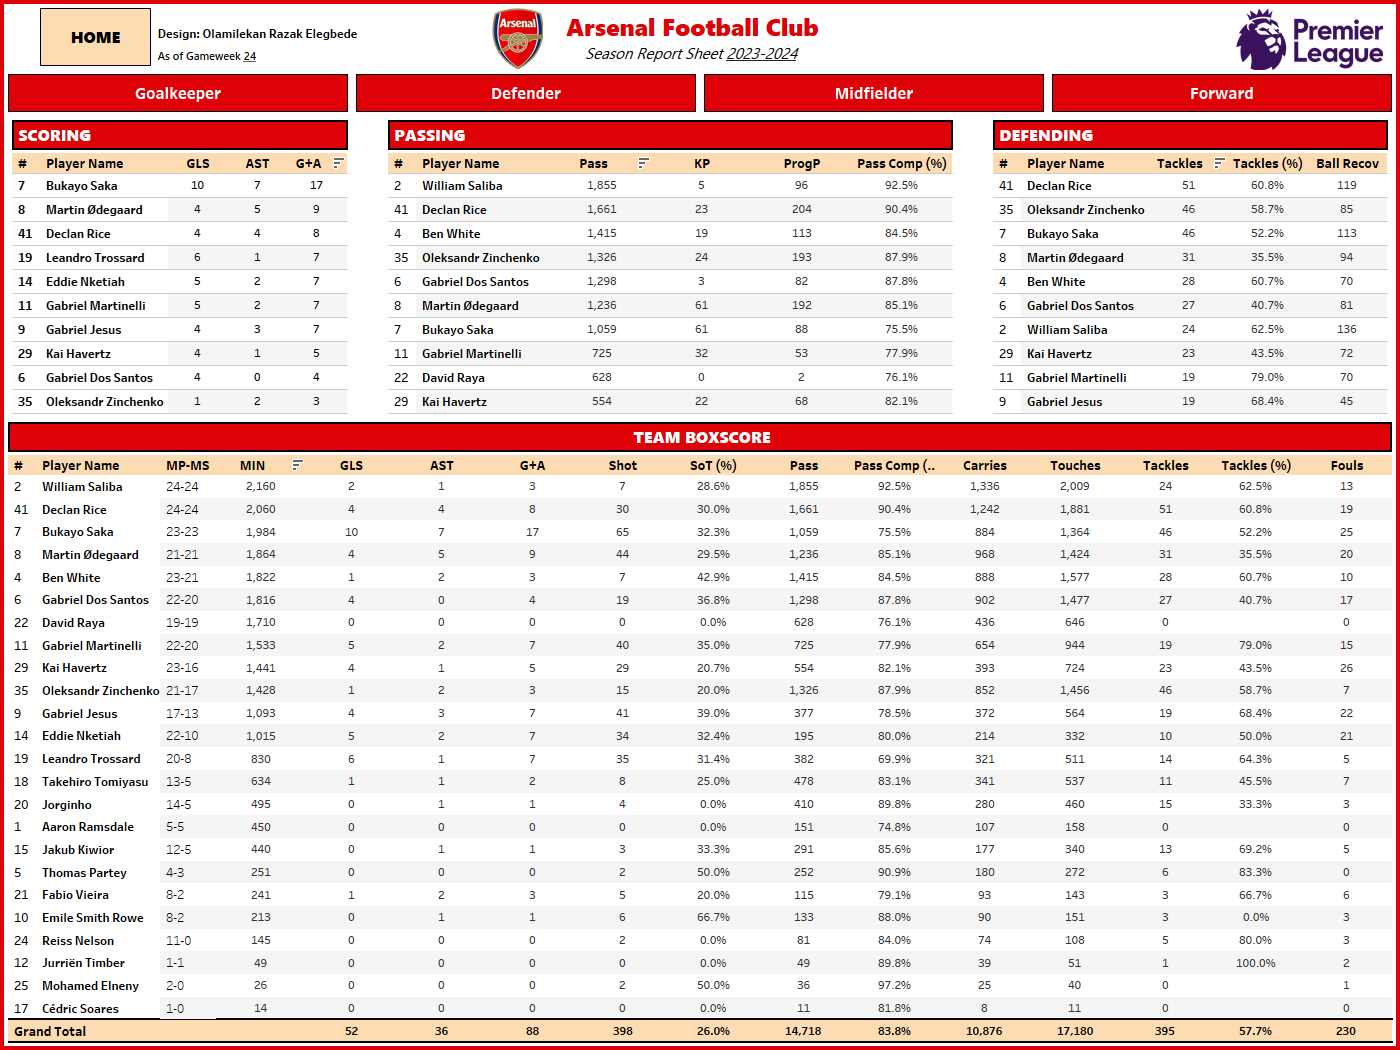 HOME
Design: Olamilekan Razak Elegbede
As of Gameweek 24
Arsenal
Arsenal Football Club
Season Report Sheet 2023-2024
Premier
League
Goalkeeper Defender Midfielder Forward
SCORING
# Player Name GLS AST G+A
7 Bukayo Saka 10 7 17
8 Martin Ødegaard 4 5 9
41 Declan Rice 4 4 8
19 Leandro Trossard 6 1 7
14 Eddie Nketiah 5 2 7
11 Gabriel Martinelli 5 2 7
9 Gabriel Jesus 4 3 7
29 Kai Havertz 4 1 5
6 Gabriel Dos Santos 4 0 4
35 Oleksandr Zinchenko 1 2 3
PASSING
# Player Name Pass KP ProgP Pass Comp (%)
2 William Saliba 1,855 5 96 92.5%
41 Declan Rice 1,661 23 204 90.4%
4 Ben White 1,415 19 113 84.5%
35 Oleksandr Zinchenko 1,326 24 193 87.9%
6 Gabriel Dos Santos 1,298 3 82 87.8%
8 Martin Ødegaard 1,236 61 192 85.1%
7 Bukayo Saka 1,059 61 88 75.5%
11 Gabriel Martinelli 725 32 53 77.9%
22 David Raya 628 0 2 76.1%
29 Kai Havertz 554 22 68 82.1%
DEFENDING
# Player Name Tackles Tackles (%) Ball Recov
41 Declan Rice 51 60.8% 119
35 Oleksandr Zinchenko 46 58.7% 85
7 Bukayo Saka 46 52.2% 113
8 Martin Ødegaard 31 35.5% 94
4 Ben White 28 60.7% 70
6 Gabriel Dos Santos 27 40.7% 81
2 William Saliba 24 62.5% 136
29 Kai Havertz 23 43.5% 72
11 Gabriel Martinelli 19 79.0% 70
9 Gabriel Jesus 19 68.4% 45
TEAM BOXSCORE
# Player Name MP-MS MIN GLS AST G+A Shot SoT (%) Pass Pass Comp (.. Carries Touches Tackles Tackles (%) Fouls
2 William Saliba 24-24 2,160 2 1 3 7 28.6% 1,855 92.5% 1,336 2,009 24 62.5% 13
41 Declan Rice 24-24 2,060 4 4 8 30 30.0% 1,661 90.4% 1,242 1,881 51 60.8% 19
7 Bukayo Saka 23-23 1,984 10 7 17 65 32.3% 1,059 75.5% 884 1,364 46 52.2% 25
8 Martin Ødegaard 21-21 1,864 4 5 9 44 29.5% 1,236 85.1% 968 1,424 31 35.5% 20
4 Ben White 23-21 1,822 1 2 3 7 42.9% 1,415 84.5% 888 1,577 28 60.7% 10
6 Gabriel Dos Santos 22-20 1,816 4 0 4 19 36.8% 1,298 87.8% 902 1,477 27 40.7% 17
22 David Raya 19-19 1,710 0 0 0 0 0.0% 628 76.1% 436 646 0 0
11 Gabriel Martinelli 22-20 1,533 5 2 7 40 35.0% 725 77.9% 654 944 19 79.0% 15
29 Kai Havertz 23-16 1,441 4 1 5 29 20.7% 554 82.1% 393 724 23 43.5% 26
35 Oleksandr Zinchenko 21-17 1,428 1 2 3 15 20.0% 1,326 87.9% 852 1,456 46 58.7% 7
9 Gabriel Jesus 17-13 1,093 4 3 7 41 39.0% 377 78.5% 372 564 19 68.4% 22
14 Eddie Nketiah 22-10 1,015 5 2 7 34 32.4% 195 80.0% 214 332 10 50.0% 21
19 Leandro Trossard 20-8 830 6 1 7 35 31.4% 382 69.9% 321 511 14 64.3% 5
18 Takehiro Tomiyasu 13-5 634 1 1 2 8 25.0% 478 83.1% 341 537 11 45.5% 7
20 Jorginho 14-5 495 0 1 1 4 0.0% 410 89.8% 280 460 15 33.3% 3
1 Aaron Ramsdale 5-5 450 0 0 0 0 0.0% 151 74.8% 107 158 0 0
15 Jakub Kiwior 12-5 440 0 1 1 3 33.3% 291 85.6% 177 340 13 69.2% 5
5 Thomas Partey 4-3 251 0 0 0 2 50.0% 252 90.9% 180 272 6 83.3% 0
21 Fabio Vieira 8-2 241 1 2 3 5 20.0% 115 79.1% 93 143 3 66.7% 6
10 Emile Smith Rowe 8-2 213 0 1 1 6 66.7% 133 88.0% 90 151 3 0.0% 3
24 Reiss Nelson 11-0 145 0 0 0 2 0.0% 81 84.0% 74 108 5 80.0% 3
12 Jurriën Timber 1-1 49 0 0 0 0 0.0% 49 89.8% 39 51 1 100.0% 2
25 Mohamed Elneny 2-0 26 0 0 0 2 50.0% 36 97.2% 25 40 0 1
17 Cédric Soares 1-0 14 0 0 0 0 0.0% 11 81.8% 8 11 0 0
Grand Total 52 36 88 398 26.0% 14,718 83.8% 10,876 17,180 395 57.7% 230